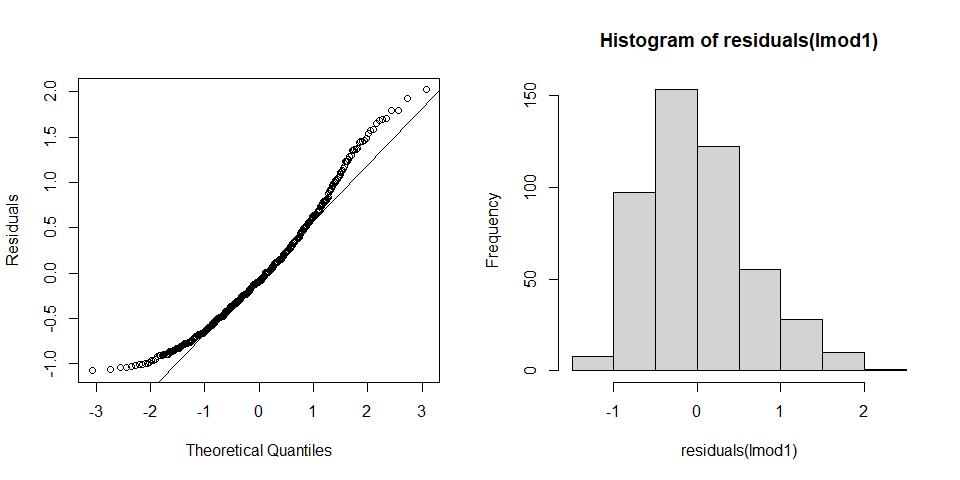 2.0
1.5
1.0
0.5
0.0
-0.5
-1.0
Residuals
-3 -2 -1 0 1 2 3
Theoretical Quantiles
Histogram of residuals(lmod1)
150
100
50
0
Frequency
-1 0 1 2
residuals(lmod1)